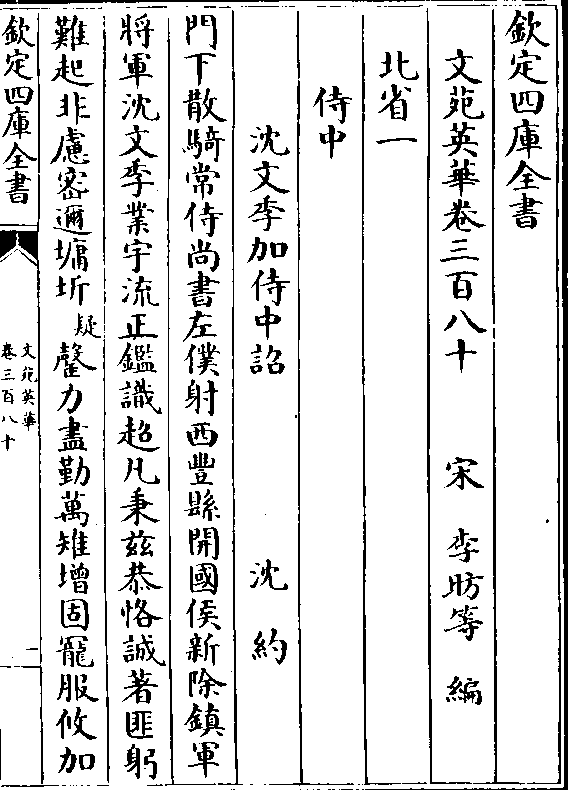 欽定四庫全書
文苑英華卷三百八十
宋 李昉等 編
北省一
侍中
沈文季加侍中詔
沈約
門下散騎常侍尚書左僕射西豐縣開國侯新除鎮軍
將軍沈文季業宇流正鑑識超凡秉兹恭恪誠著匪躬
難起非慮密邇墉圻疑罄力盡勤萬雉增固寵服攸加
欽定四庫全書
文苑英華
卷三百八十
一